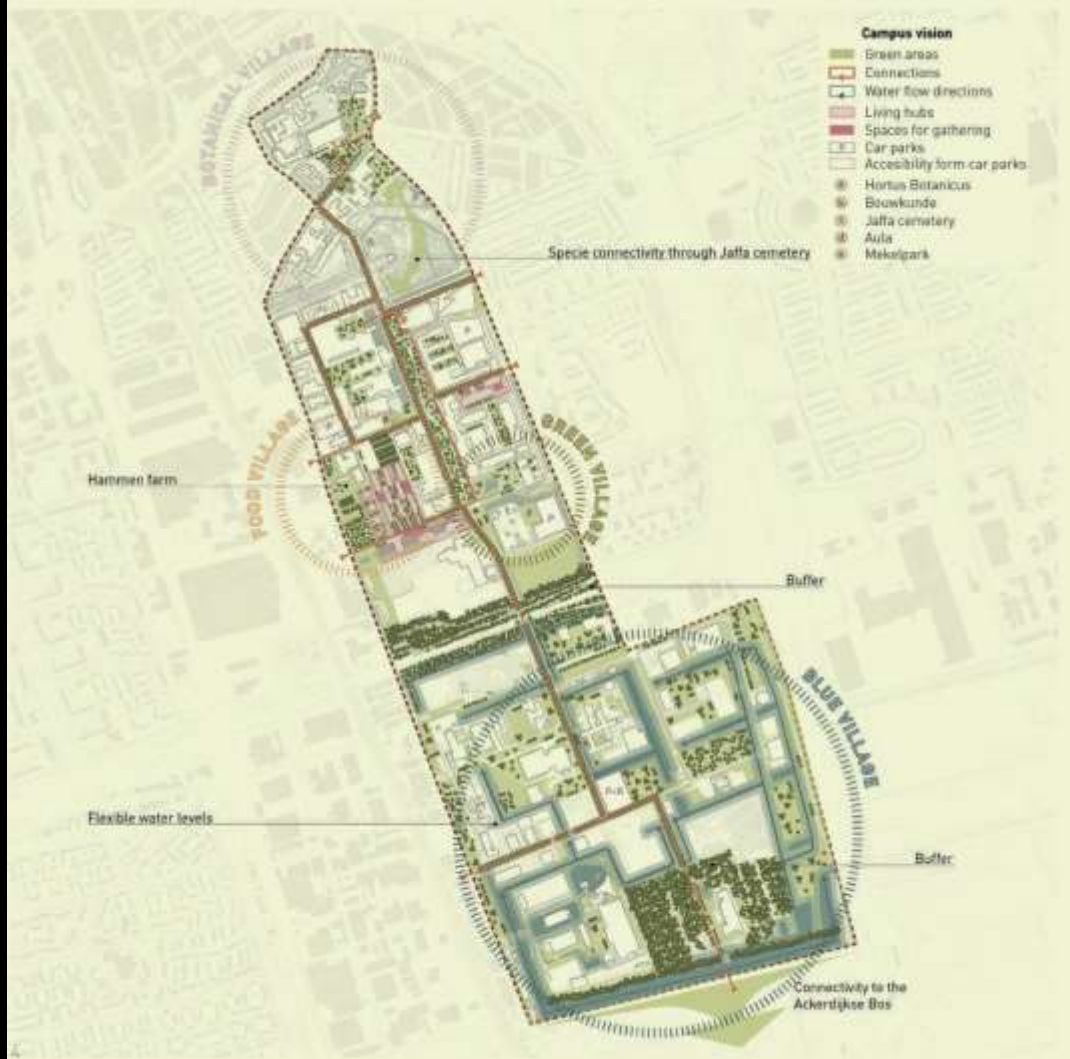 Campus vision
Green areas
Connections
Water flow directions
Living hubs
Spaces for gathering
P Car parks
Accesibility form car parks
Hortus Botanicus
Bouwkunde
Jaffa cemetery
Aula
Mekelpark
BOTANICAL VILLAGE
Specie connectivity through Jaffa cemetery
FOOD VILLAGE
GREEN VILLAGE
Hammen farm
Buffer
BLUE VILLAGE
P+R
Flexible water levels
Buffer
Connectivity to the
Ackerdijkse Bos
4